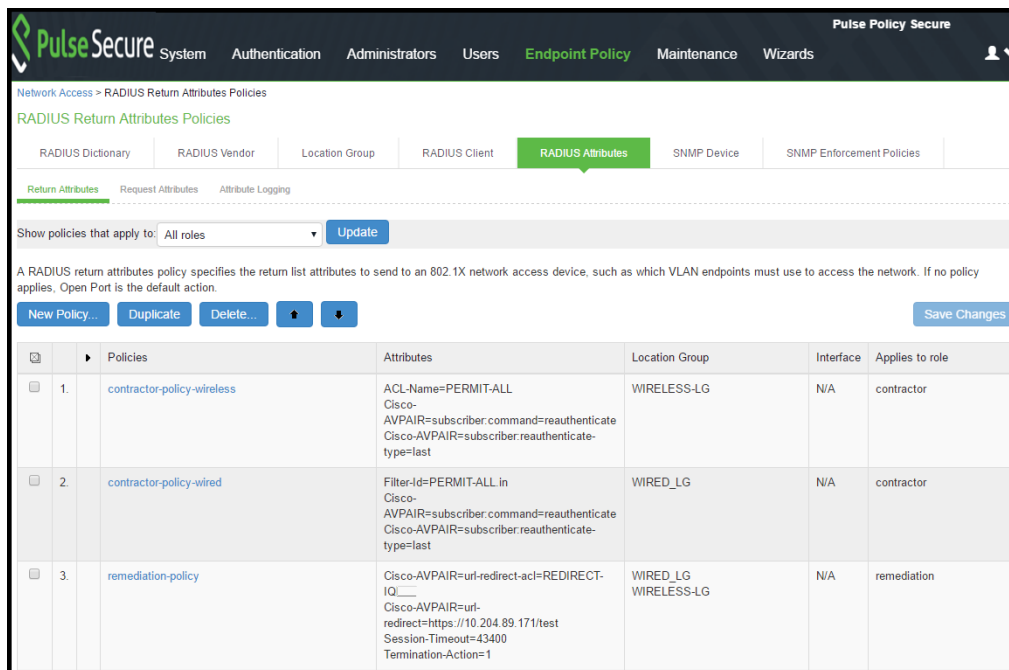 Pulse Secure
Pulse Policy Secure
System Authentication Administrators Users Endpoint Policy Maintenance Wizards
Network Access > RADIUS Return Attributes Policies
RADIUS Return Attributes Policies
RADIUS Dictionary RADIUS Vendor Location Group RADIUS Client RADIUS Attributes SNMP Device SNMP Enforcement Policies
Return Attributes Request Attributes Attribute Logging
Show policies that apply to: All roles Update
A RADIUS return attributes policy specifies the return list attributes to send to an 802.1X network access device, such as which VLAN endpoints must use to access the network. If no policy
applies, Open Port is the default action.
New Policy... Duplicate Delete... Save Changes
Policies Attributes Location Group Interface Applies to role
1. contractor-policy-wireless ACL-Name=PERMIT-ALL WIRELESS-LG N/A contractor
Cisco-
AVPAIR=subscriber:command=reauthenticate
Cisco-AVPAIR=subscriber:reauthenticate-
type=last
2. contractor-policy-wired Filter-Id=PERMIT-ALL.in WIRED_LG N/A contractor
Cisco-
AVPAIR=subscriber:command=reauthenticate
Cisco-AVPAIR=subscriber:reauthenticate-
type=last
3. remediation-policy Cisco-AVPAIR=url-redirect-acl=REDIRECT- WIRED_LG N/A remediation
IQ___ WIRELESS-LG
Cisco-AVPAIR=url-
redirect=https://10.204.89.171/test
Session-Timeout=43400
Termination-Action=1